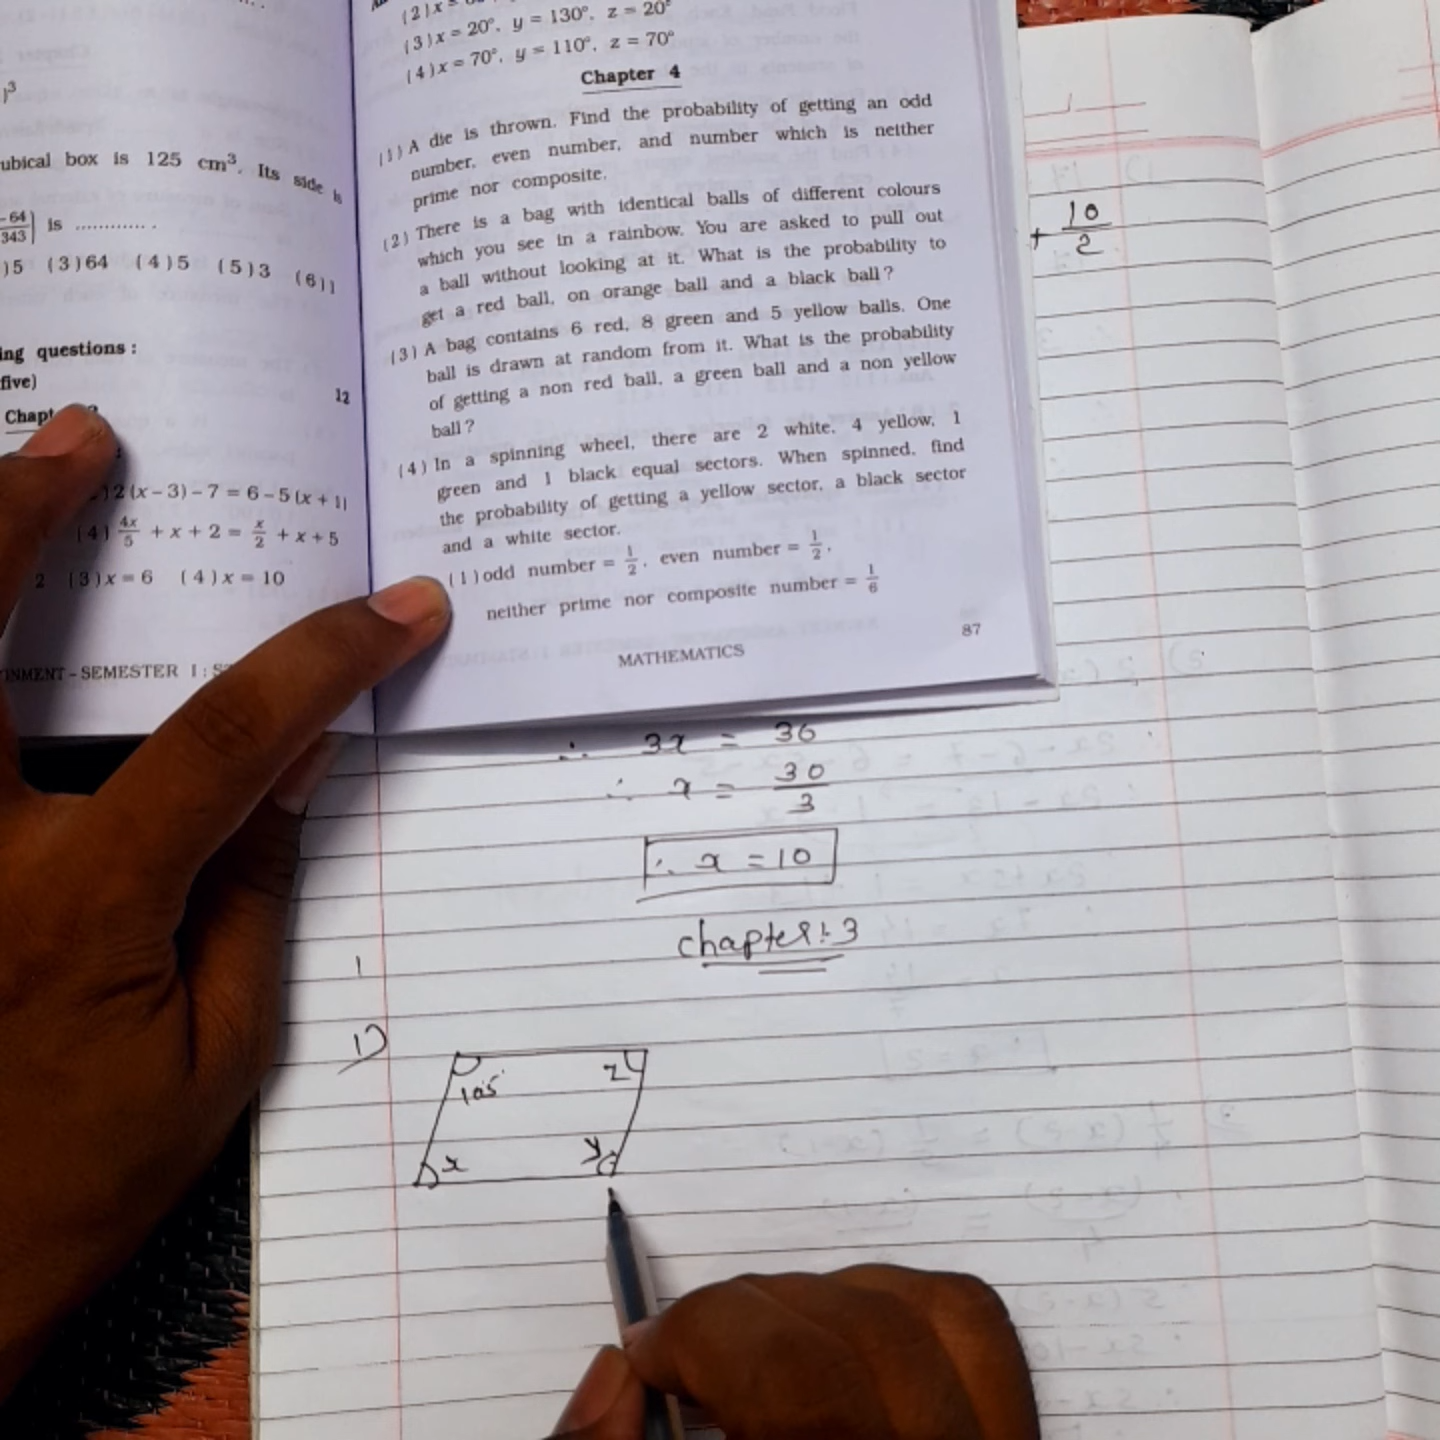 )³
ubical box is 125 cm³. Its side is
-64
343 is ............ .
)5 (3)64 (4)5 (5)3 (6)1
ing questions :
five)
12
2(x – 3) – 7 = 6 – 5(x + 1)
(4) 4x/5 + x + 2 = x/2 + x + 5
2 (3)x = 6 (4)x = 10
NMENT – SEMESTER I :
(2)x =
(3)x = 20°, y = 130°, z = 20°
(4)x = 70°, y = 110°, z = 70°
Chapter 4
(1) A die is thrown. Find the probability of getting an odd
number, even number, and number which is neither
prime nor composite.
(2) There is a bag with identical balls of different colours
which you see in a rainbow. You are asked to pull out
a ball without looking at it. What is the probability to
get a red ball, on orange ball and a black ball?
(3) A bag contains 6 red, 8 green and 5 yellow balls. One
ball is drawn at random from it. What is the probability
of getting a non red ball, a green ball and a non yellow
ball?
(4) In a spinning wheel, there are 2 white, 4 yellow, 1
green and 1 black equal sectors. When spinned, find
the probability of getting a yellow sector, a black sector
and a white sector.
(1) odd number = 1/2, even number = 1/2,
neither prime nor composite number = 1/6
MATHEMATICS
87
+ 10/2
∴ 3x = 30
∴ x = 30/3
∴ x = 10
chapter:3
1
1)
105° z
x y